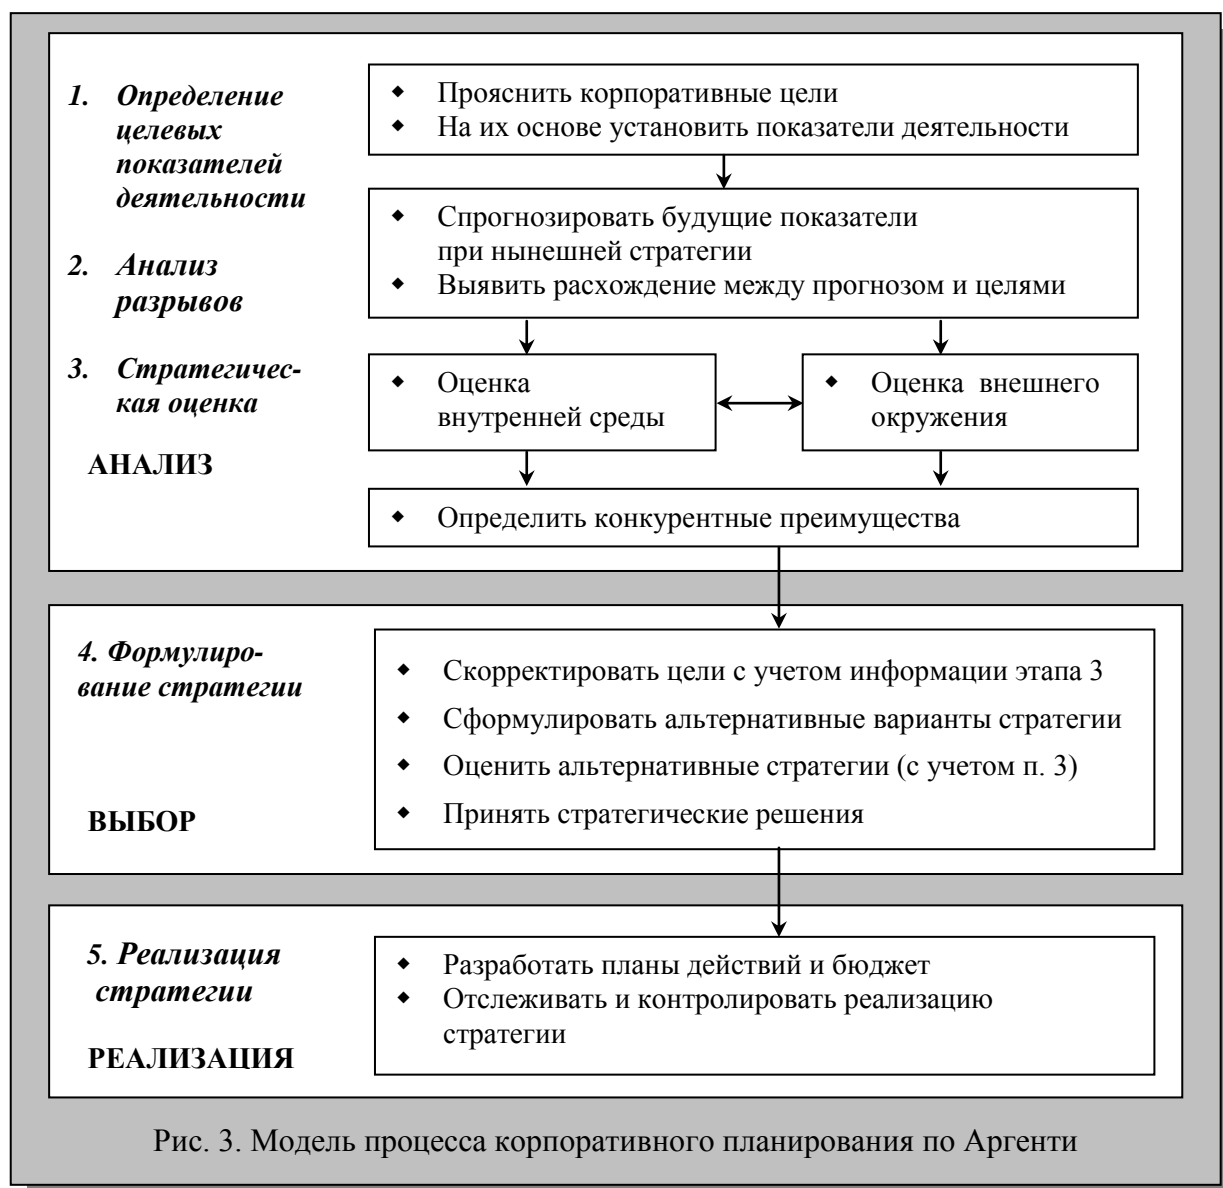 1. Определение
целевых
показателей
деятельности
◆ Прояснить корпоративные цели
◆ На их основе установить показатели деятельности
2. Анализ
разрывов
◆ Спрогнозировать будущие показатели
при нынешней стратегии
◆ Выявить расхождение между прогнозом и целями
3. Стратегичес-
кая оценка
◆ Оценка
внутренней среды
◆ Оценка внешнего
окружения
АНАЛИЗ
◆ Определить конкурентные преимущества
4. Формулиро-
вание стратегии
◆ Скорректировать цели с учетом информации этапа 3
◆ Сформулировать альтернативные варианты стратегии
◆ Оценить альтернативные стратегии (с учетом п. 3)
◆ Принять стратегические решения
ВЫБОР
5. Реализация
стратегии
◆ Разработать планы действий и бюджет
◆ Отслеживать и контролировать реализацию
стратегии
РЕАЛИЗАЦИЯ
Рис. 3. Модель процесса корпоративного планирования по Аргенти